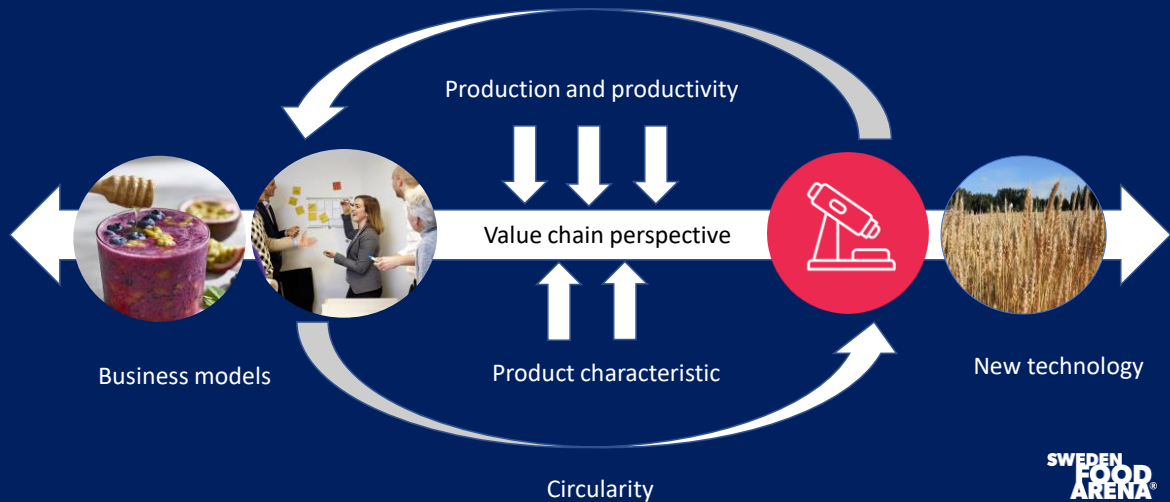 Production and productivity
Value chain perspective
Business models
Product characteristic
New technology
Circularity
SWEDEN
FOOD
ARENA®